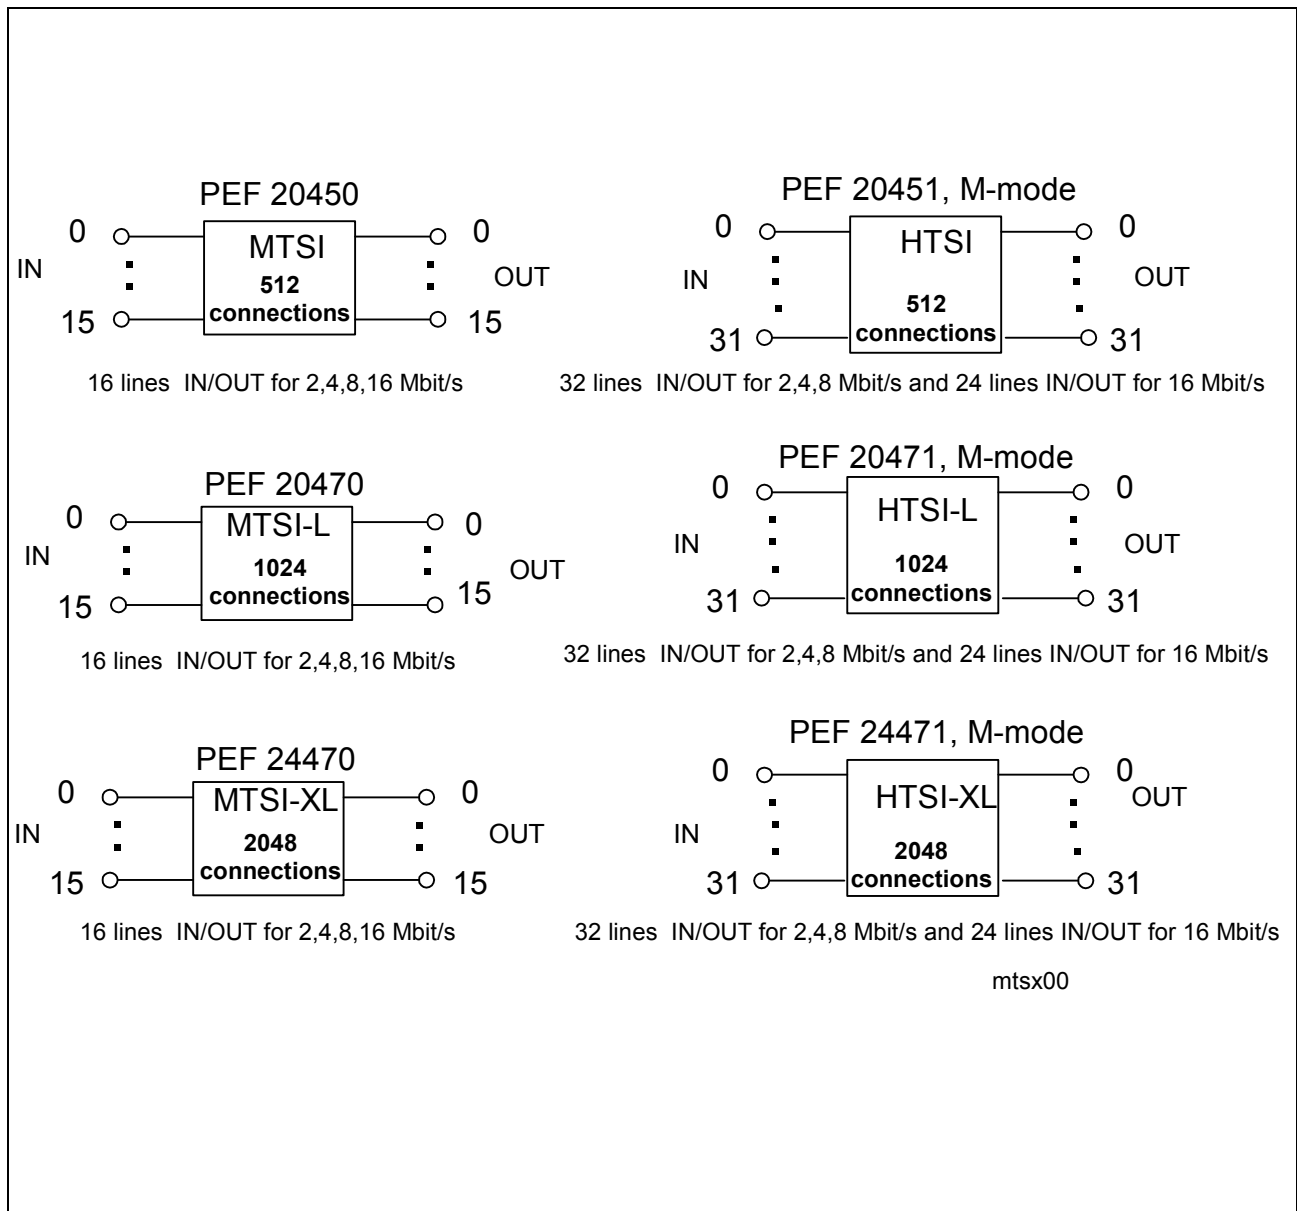 PEF 20450
0 MTSI 0
IN 512 OUT
15 connections 15
16 lines IN/OUT for 2,4,8,16 Mbit/s
PEF 20451, M-mode
0 HTSI 0
IN 512 OUT
31 connections 31
32 lines IN/OUT for 2,4,8 Mbit/s and 24 lines IN/OUT for 16 Mbit/s
PEF 20470
0 MTSI-L 0
IN 1024 OUT
15 connections 15
16 lines IN/OUT for 2,4,8,16 Mbit/s
PEF 20471, M-mode
0 HTSI-L 0
IN 1024 OUT
31 connections 31
32 lines IN/OUT for 2,4,8 Mbit/s and 24 lines IN/OUT for 16 Mbit/s
PEF 24470
0 MTSI-XL 0
IN 2048 OUT
15 connections 15
16 lines IN/OUT for 2,4,8,16 Mbit/s
PEF 24471, M-mode
0 HTSI-XL 0
IN 2048 OUT
31 connections 31
32 lines IN/OUT for 2,4,8 Mbit/s and 24 lines IN/OUT for 16 Mbit/s
mtsx00